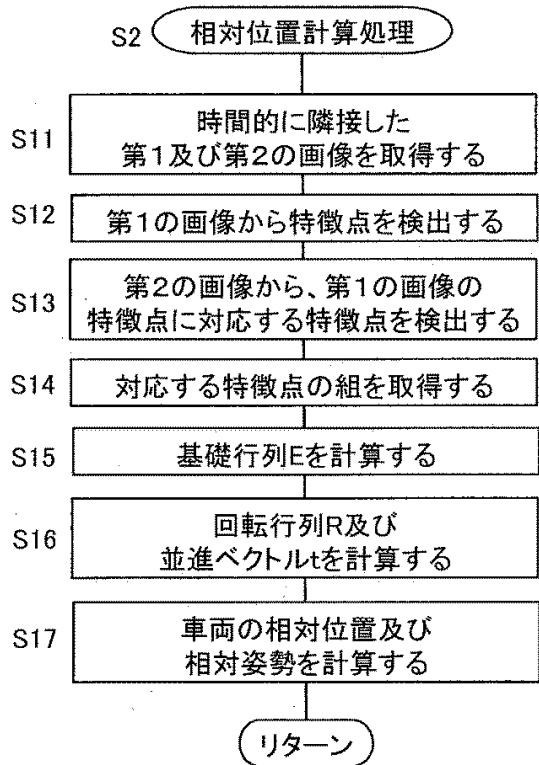 S2 相対位置計算処理
S11 時間的に隣接した
第1及び第2の画像を取得する
S12 第1の画像から特徴点を検出する
S13 第2の画像から、第1の画像の
特徴点に対応する特徴点を検出する
S14 対応する特徴点の組を取得する
S15 基礎行列Eを計算する
S16 回転行列R及び
並進ベクトルtを計算する
S17 車両の相対位置及び
相対姿勢を計算する
リターン